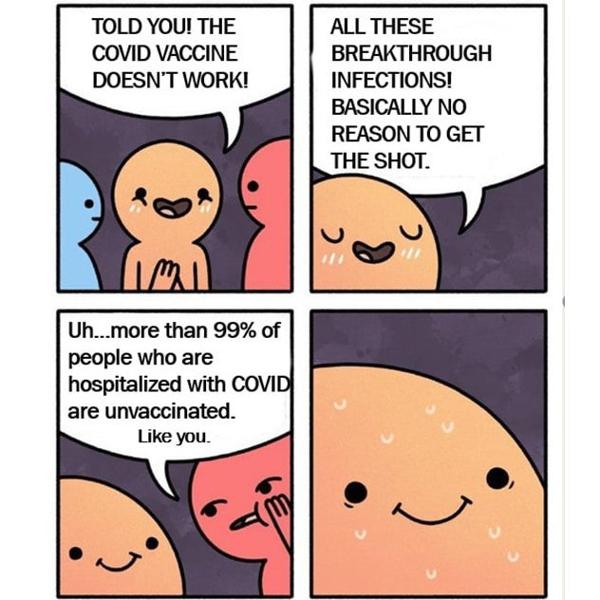 TOLD YOU! THE
COVID VACCINE
DOESN'T WORK!
ALL THESE
BREAKTHROUGH
INFECTIONS!
BASICALLY NO
REASON TO GET
THE SHOT.
Uh...more than 99% of
people who are
hospitalized with COVID
are unvaccinated.
Like you.